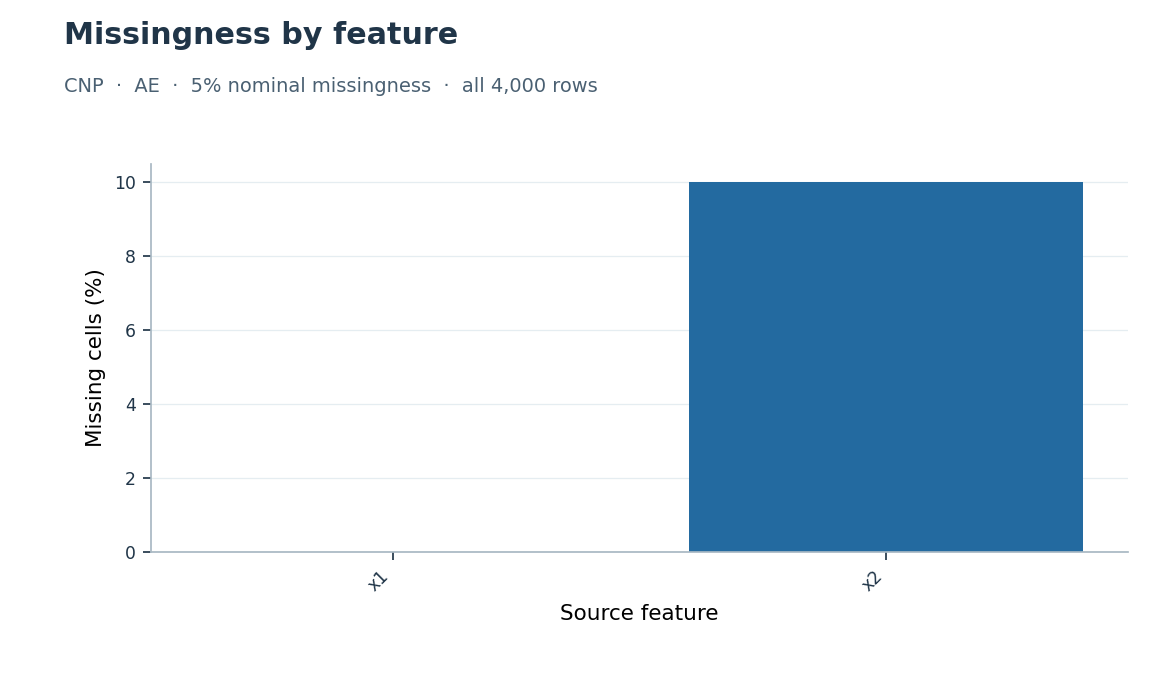 Missingness by feature
CNP · AE · 5% nominal missingness · all 4,000 rows
10
8
6
4
2
0
Missing cells (%)
x1
x2
Source feature